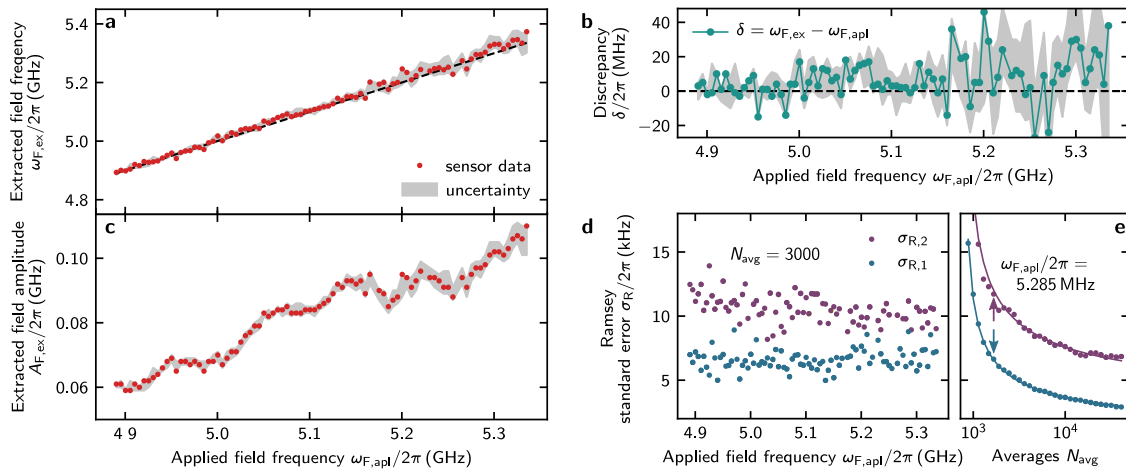 a
Extracted field freqency
ω_F,ex/2π (GHz)
5.4
5.2
5.0
4.8
sensor data
uncertainty
b
Discrepancy
δ/2π (MHz)
40
20
0
−20
δ = ω_F,ex − ω_F,apl
4.9
5.0
5.1
5.2
5.3
Applied field frequency ω_F,apl/2π (GHz)
c
Extracted field amplitude
A_F,ex/2π (GHz)
0.10
0.08
0.06
4 9
5.0
5.1
5.2
5.3
Applied field frequency ω_F,apl/2π (GHz)
d
Ramsey
standard error σ_R/2π (kHz)
15
10
5
N_avg = 3000
σ_R,2
σ_R,1
4.9
5.0
5.1
5.2
5.3
Applied field frequency ω_F,apl/2π (GHz)
e
ω_F,apl/2π =
5.285 MHz
10³
10⁴
Averages N_avg